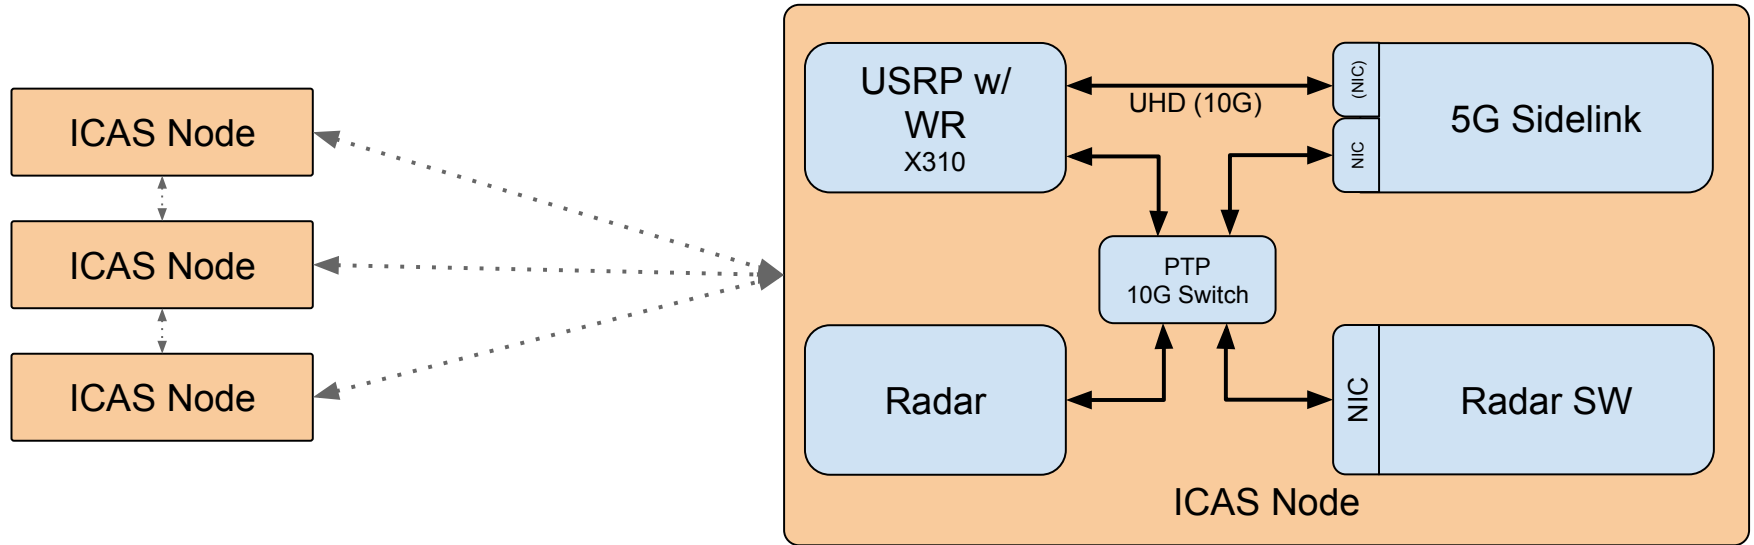 ICAS Node
ICAS Node
ICAS Node
USRP w/
WR
X310
UHD (10G)
(NIC)
NIC
5G Sidelink
PTP
10G Switch
Radar
NIC
Radar SW
ICAS Node